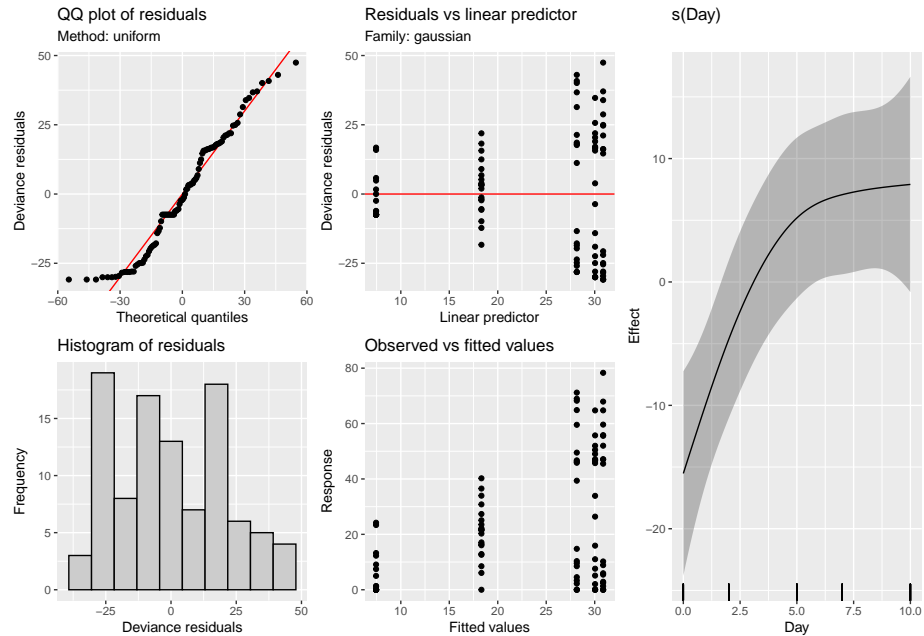 QQ plot of residuals
Method: uniform
50
25
0
−25
−60
−30
0
30
60
Theoretical quantiles
Deviance residuals
Residuals vs linear predictor
Family: gaussian
50
25
0
−25
10
15
20
25
30
Linear predictor
Deviance residuals
Histogram of residuals
15
10
5
0
−25
0
25
50
Deviance residuals
Frequency
Observed vs fitted values
80
60
40
20
0
10
15
20
25
30
Fitted values
Response
s(Day)
10
0
−10
−20
0.0
2.5
5.0
7.5
10.0
Day
Effect